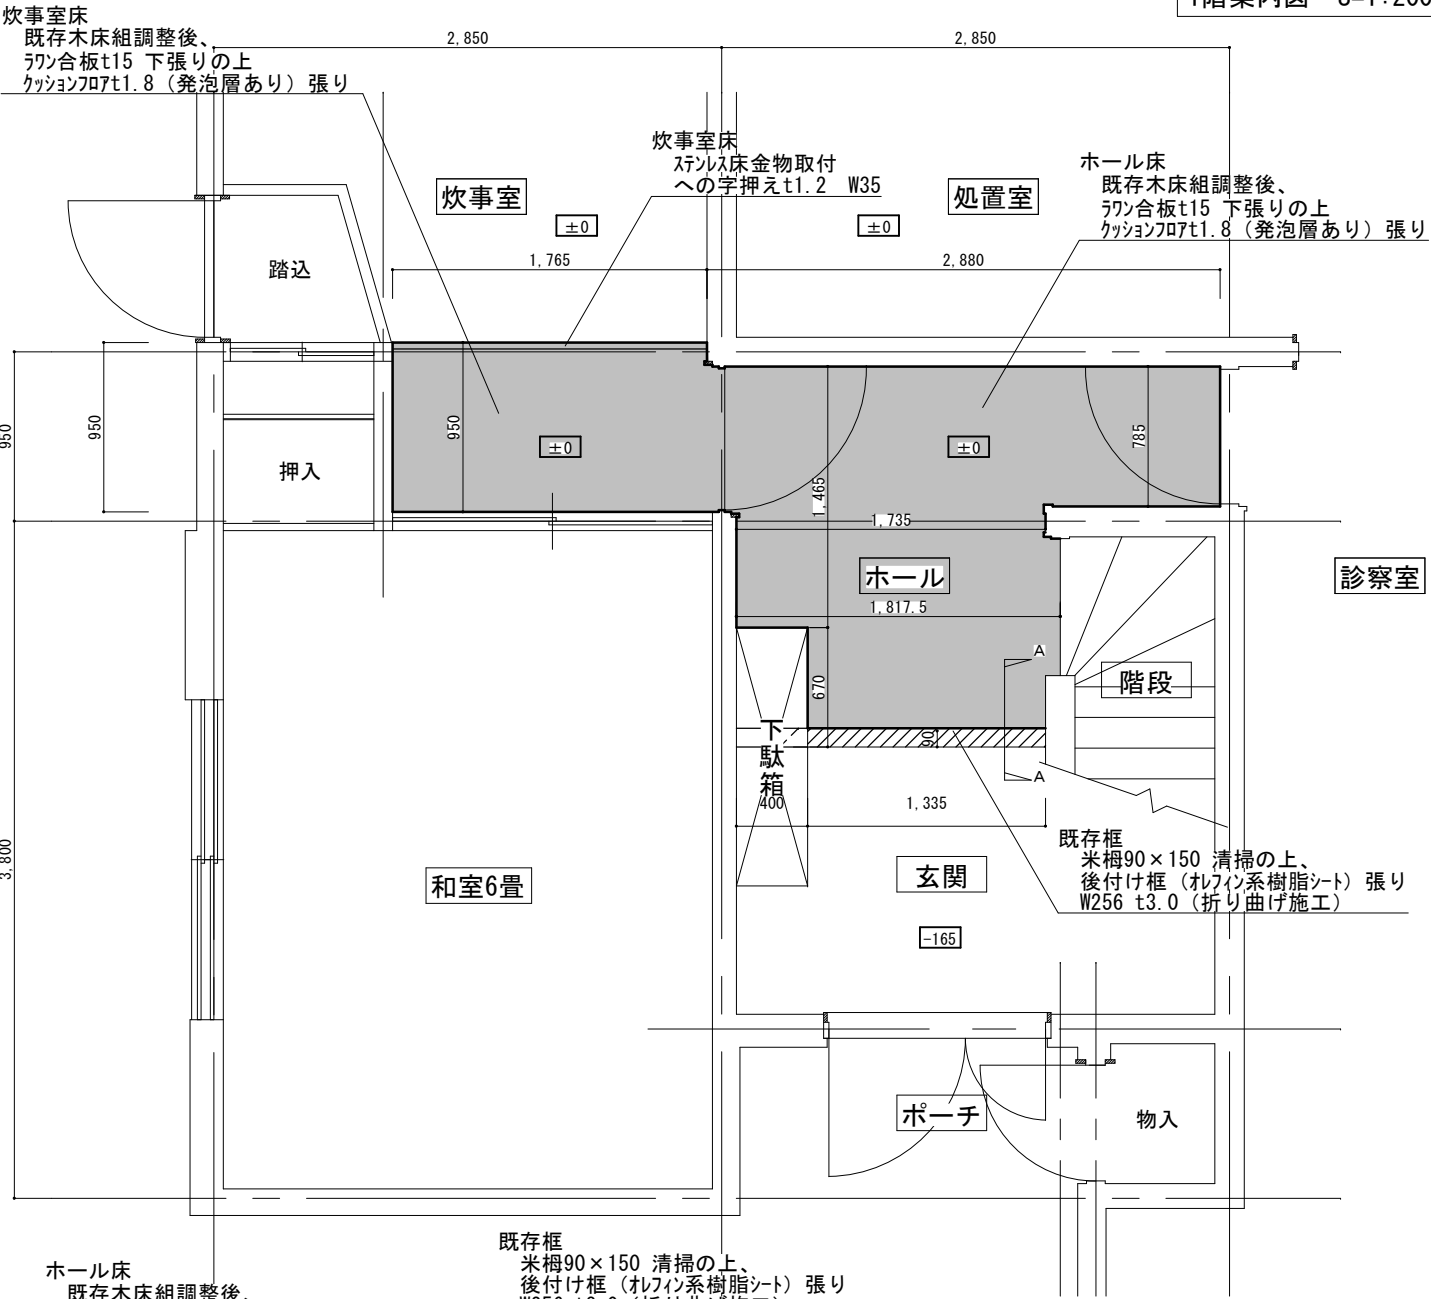 炊事室床
既存木床組調整後、
ﾗﾜﾝ合板t15 下張りの上
ｸｯｼｮﾝﾌﾛｱt1.8（発泡層あり）張り
2,850
2,850
炊事室床
ｽﾃﾝﾚｽ床金物取付
への字押えt1.2 W35
ホール床
既存木床組調整後、
ﾗﾜﾝ合板t15 下張りの上
ｸｯｼｮﾝﾌﾛｱt1.8（発泡層あり）張り
炊事室
±0
処置室
±0
踏込
1,765
2,880
950
950
950
±0
±0
785
押入
1,465
1,735
ホール
1,817.5
診察室
A
670
階段
下駄箱
90
A
400
1,335
3,800
既存框
米栂90×150 清掃の上、
後付け框（ｵﾚﾌｨﾝ系樹脂ｼｰﾄ）張り
W256 t3.0（折り曲げ施工）
和室6畳
玄関
-165
ポーチ
物入
既存框
米栂90×150 清掃の上、
後付け框（ｵﾚﾌｨﾝ系樹脂ｼｰﾄ）張り
ホール床
既存木床組調整後、